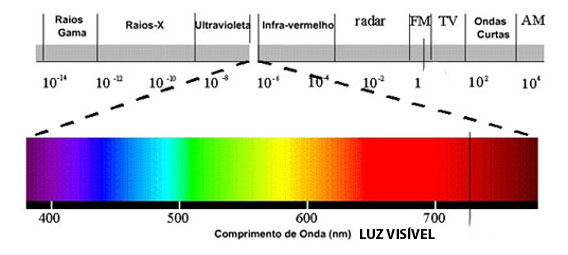 Raios Gama Raios-X Ultravioleta Infra-vermelho radar FM TV Ondas Curtas AM
10⁻¹⁴ 10⁻¹² 10⁻¹⁰ 10⁻⁸ 10⁻⁶ 10⁻⁴ 10⁻² 1 10² 10⁴
400 500 600 700
Comprimento de Onda (nm) LUZ VISÍVEL